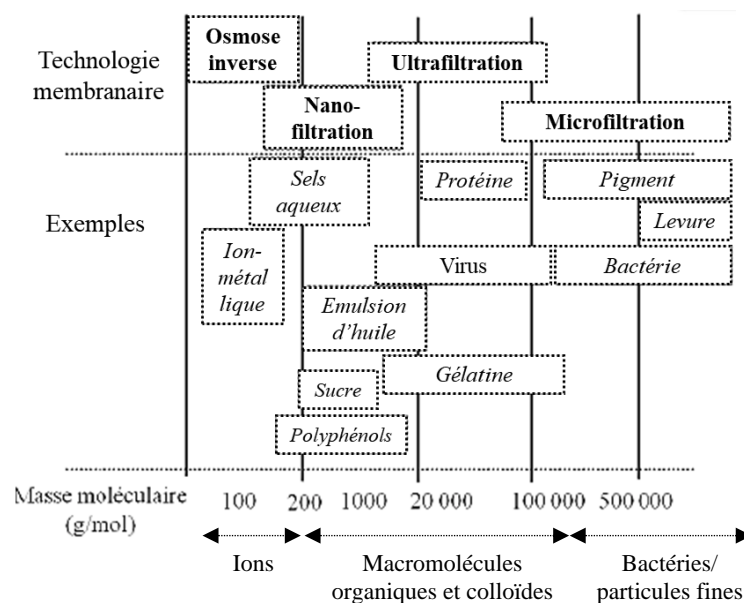 Technologie
membranaire
Osmose
inverse
Ultrafiltration
Nano-
filtration
Microfiltration
Exemples
Sels
aqueux
Protéine
Pigment
Levure
Ion-
métal
lique
Virus
Bactérie
Emulsion
d’huile
Gélatine
Sucre
Polyphénols
Masse moléculaire
(g/mol)
100 200 1000 20 000 100 000 500 000
Ions
Macromolécules
organiques et colloïdes
Bactéries/
particules fines